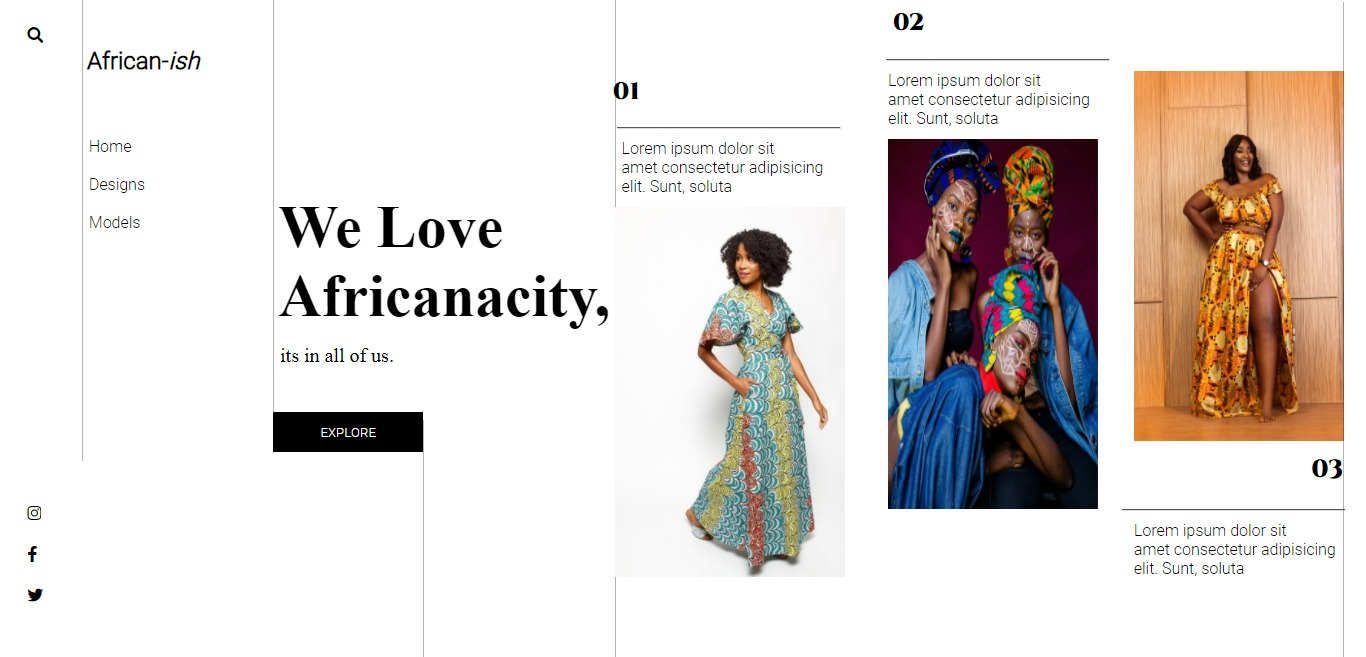 African-ish
Home
Designs
Models
We Love
Africanacity,
its in all of us.
EXPLORE
01
Lorem ipsum dolor sit
amet consectetur adipisicing
elit. Sunt, soluta
02
Lorem ipsum dolor sit
amet consectetur adipisicing
elit. Sunt, soluta
03
Lorem ipsum dolor sit
amet consectetur adipisicing
elit. Sunt, soluta